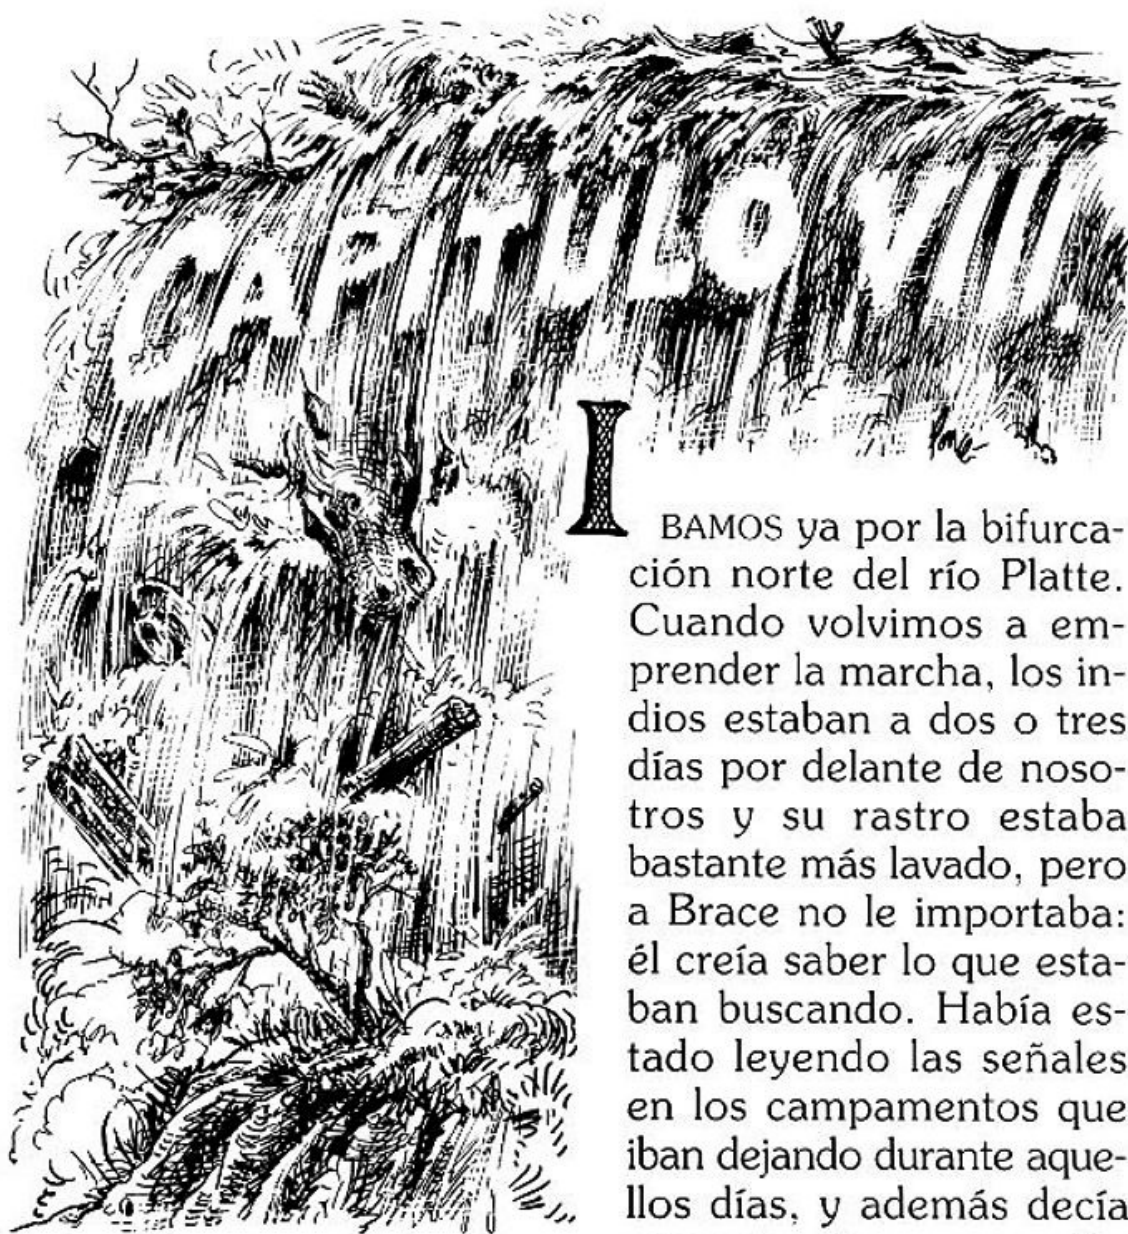 CAPITULO VII.
IBAMOS ya por la bifurca-
ción norte del río Platte.
Cuando volvimos a em-
prender la marcha, los in-
dios estaban a dos o tres
días por delante de noso-
tros y su rastro estaba
bastante más lavado, pero
a Brace no le importaba:
él creía saber lo que esta-
ban buscando. Había es-
tado leyendo las señales
en los campamentos que
iban dejando durante aque-
llos días, y además decía